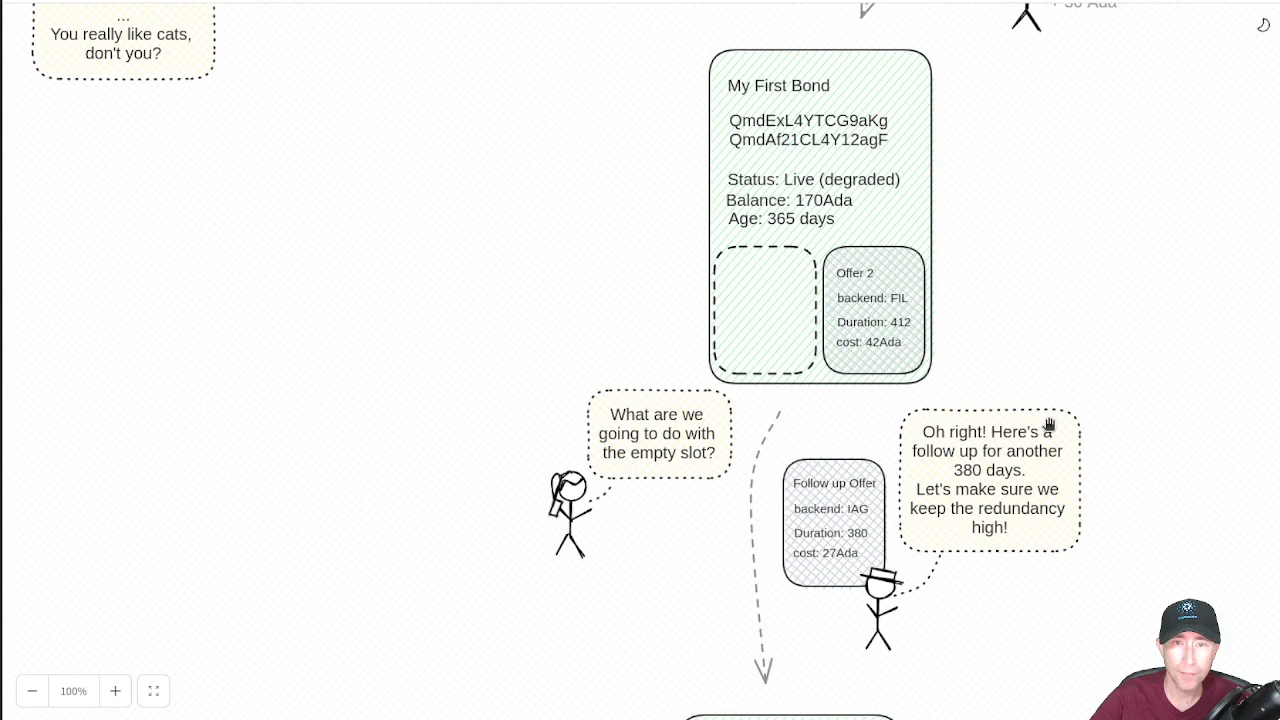 ...
You really like cats,
don't you?
+ 30 Ada
My First Bond
QmdExL4YTCG9aKg
QmdAf21CL4Y12agF
Status: Live (degraded)
Balance: 170Ada
Age: 365 days
Offer 2
backend: FIL
Duration: 412
cost: 42Ada
What are we
going to do with
the empty slot?
Oh right! Here's a
follow up for another
380 days.
Let's make sure we
keep the redundancy
high!
Follow up Offer
backend: IAG
Duration: 380
cost: 27Ada
100%